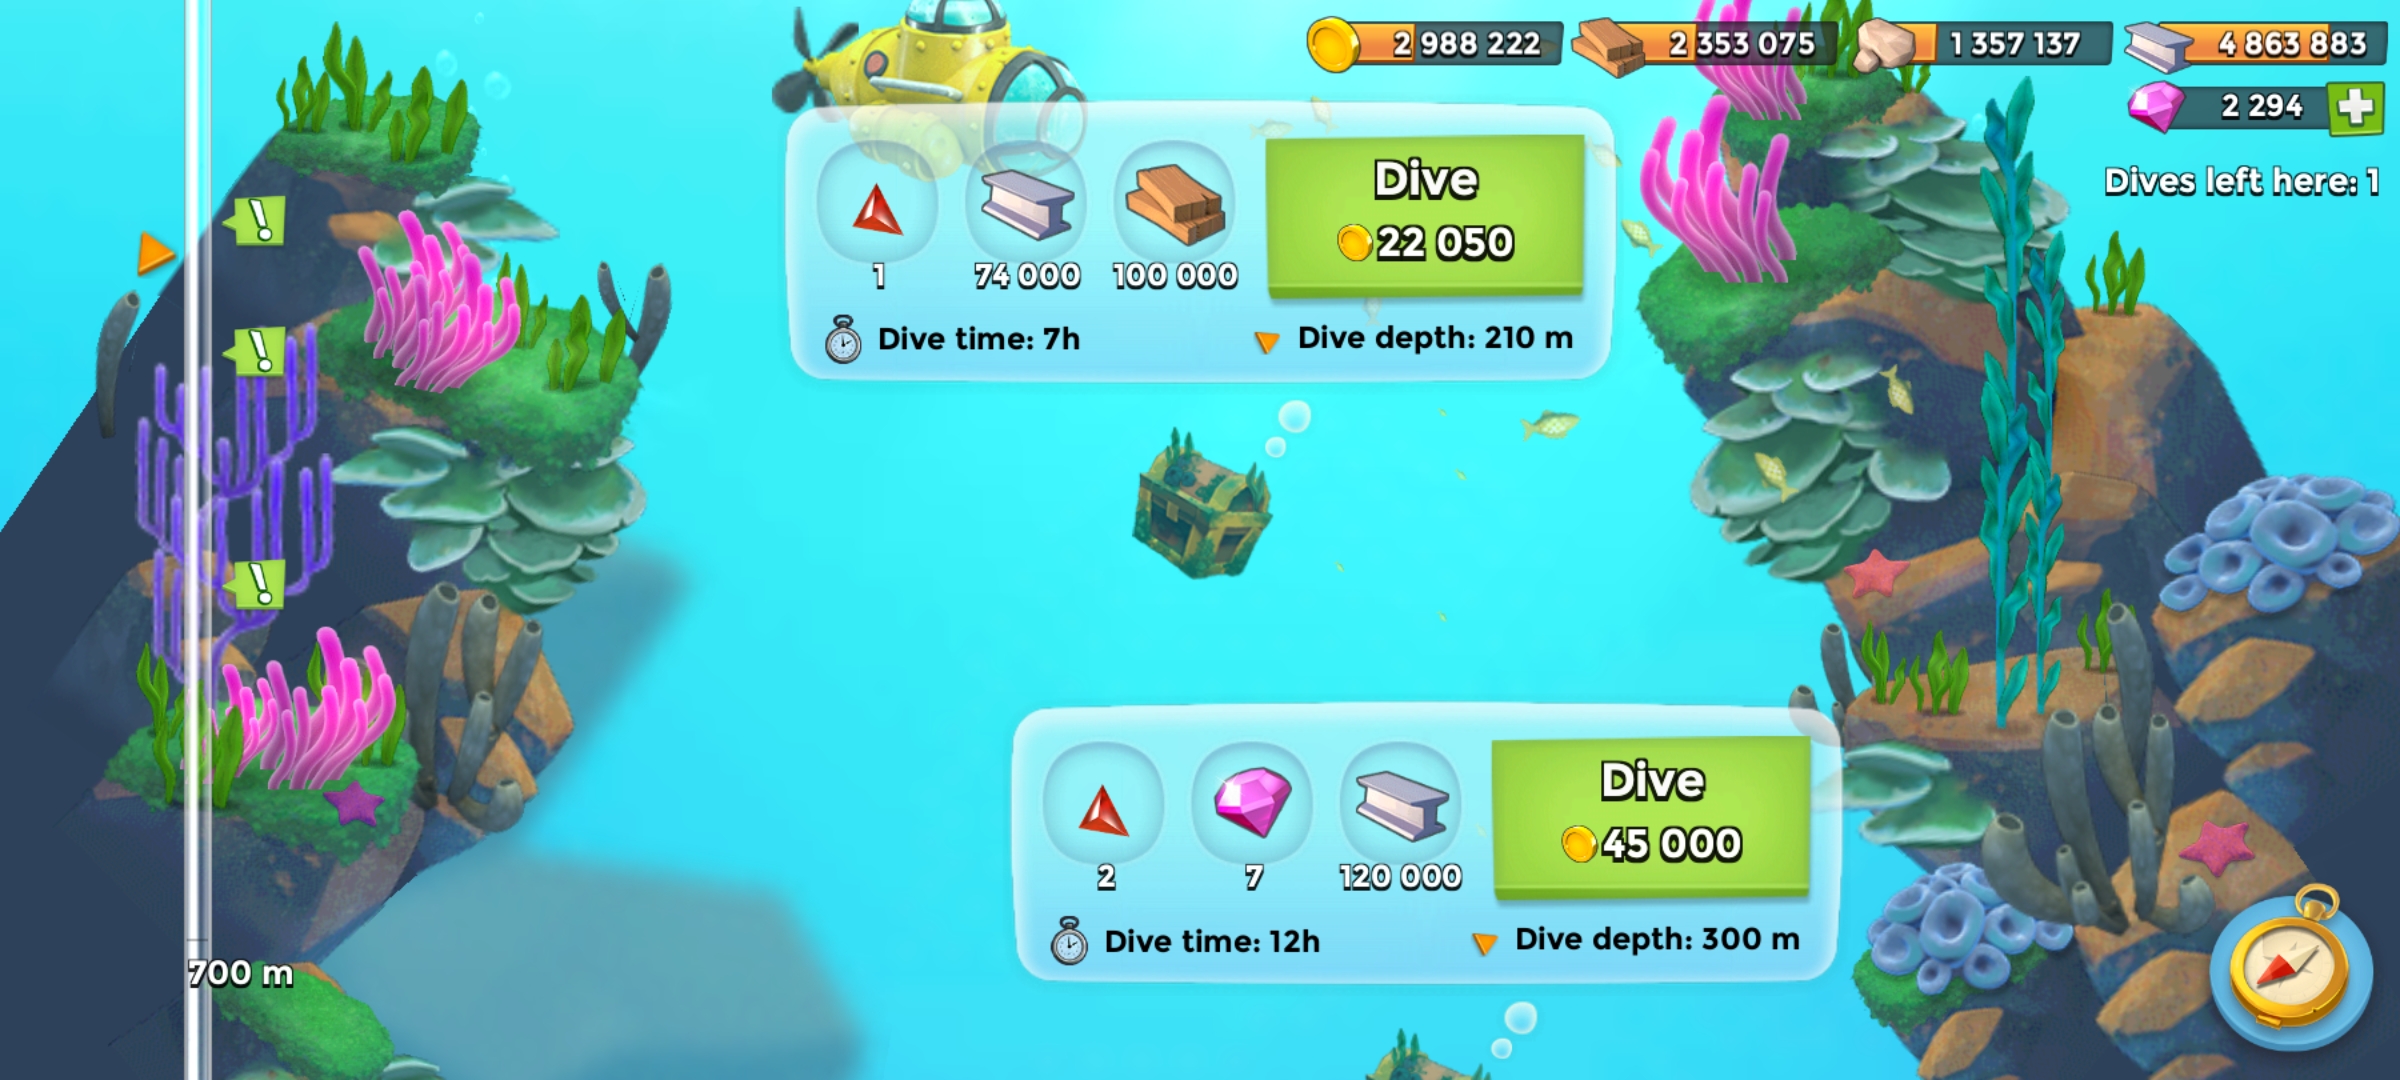 2 988 222
2 353 075
1 357 137
4 863 883
2 294
Dives left here: 1
Dive
22 050
1
74 000
100 000
Dive time: 7h
Dive depth: 210 m
Dive
45 000
2
7
120 000
Dive time: 12h
Dive depth: 300 m
!
!
!
700 m